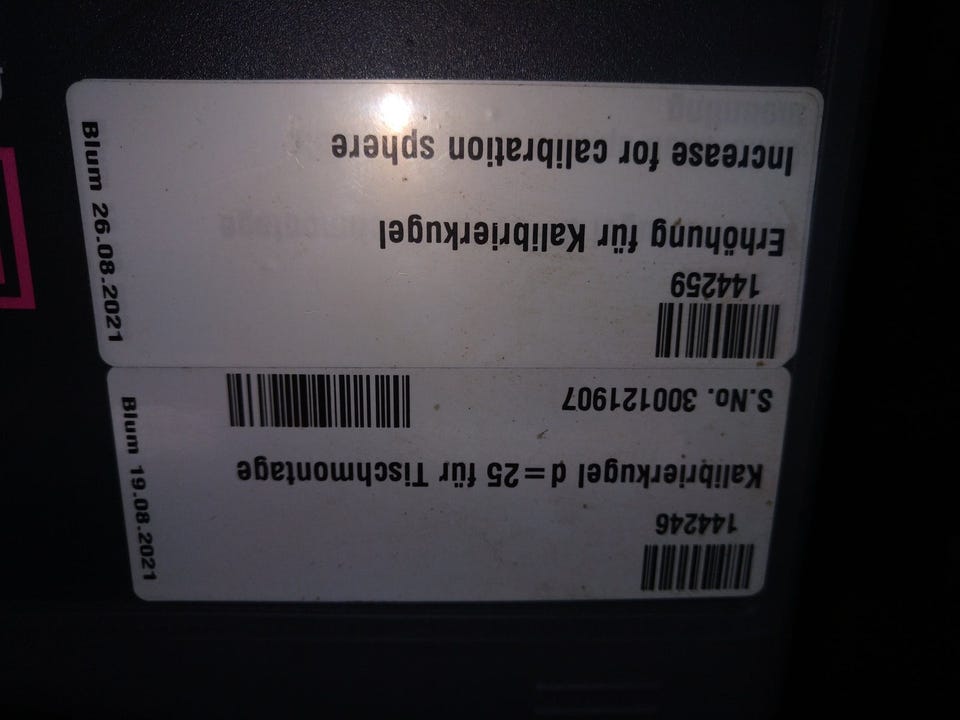 144246
Kalibrierkugel d=25 für Tischmontage
S.No. 300121907
Blum 19.08.2021
144259
Erhöhung für Kalibrierkugel
Increase for calibration sphere
Blum 26.08.2021